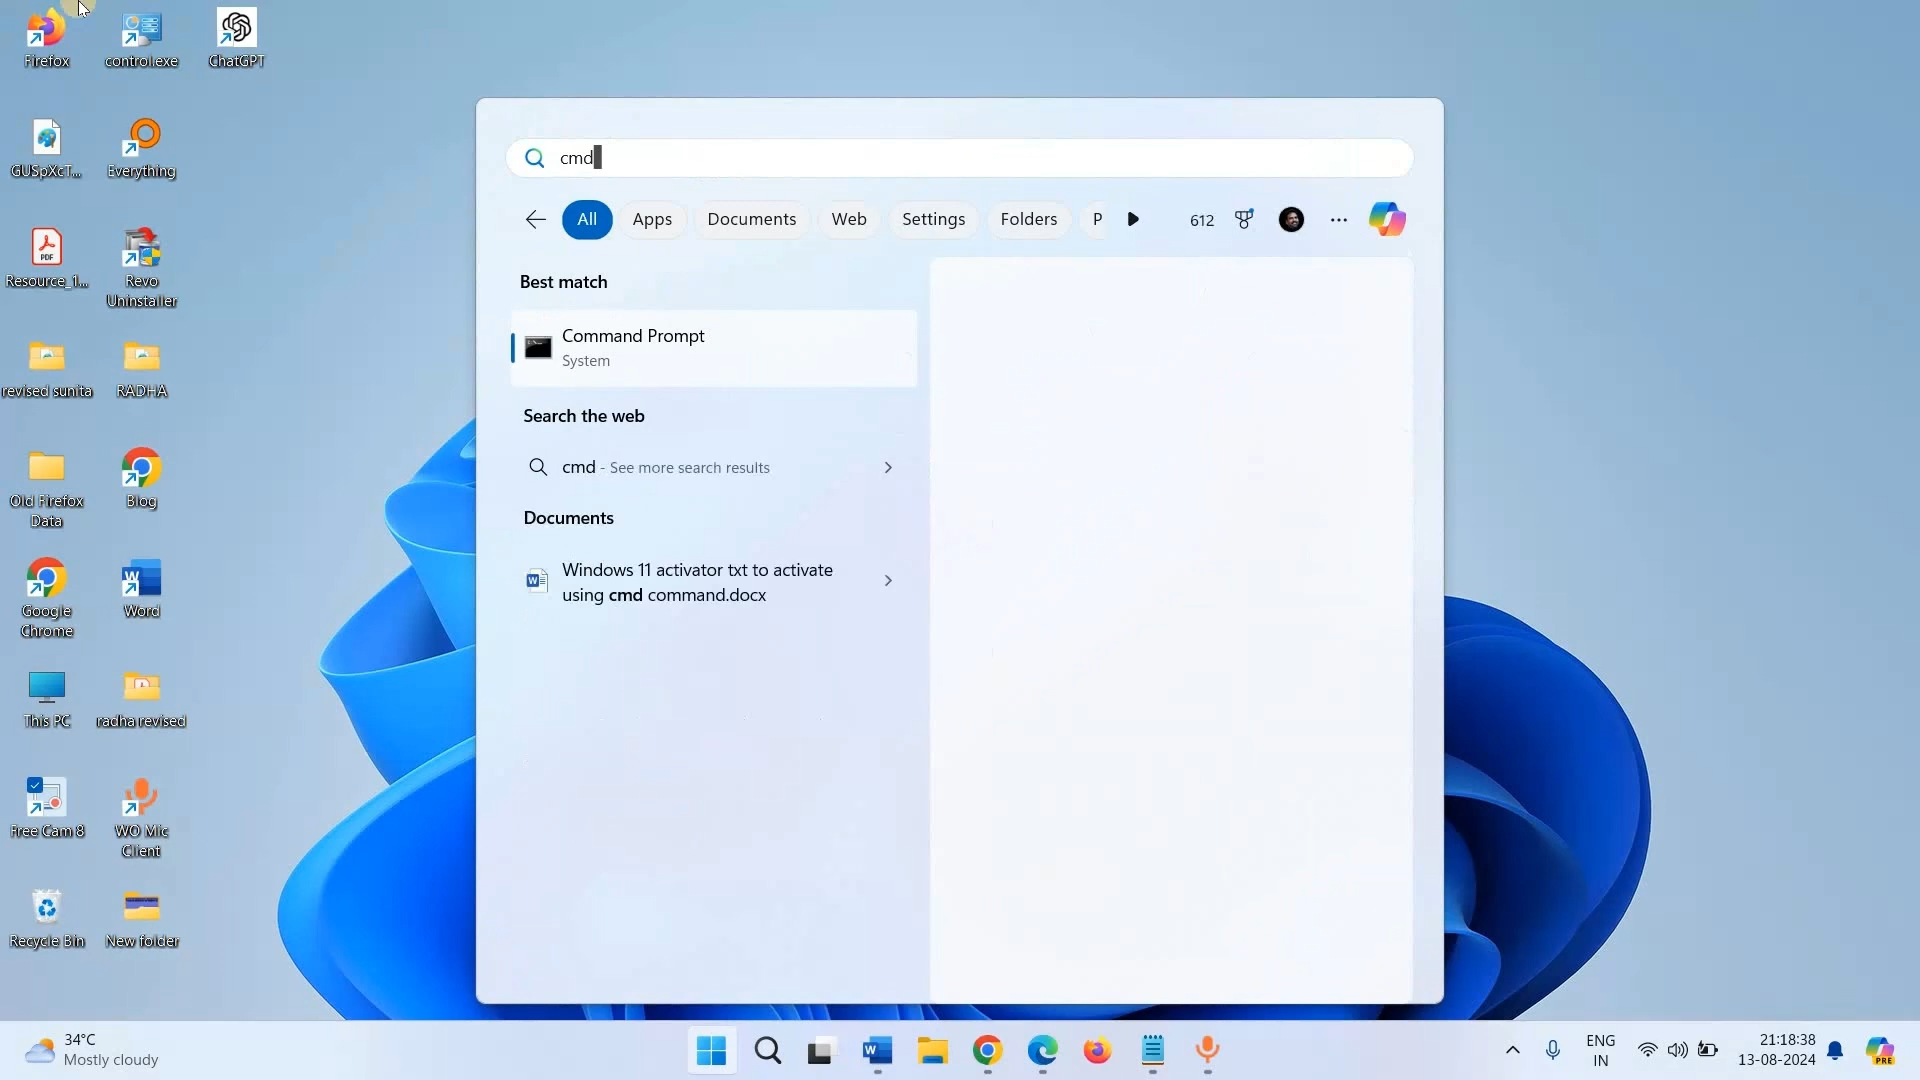 Firefox
control.exe
ChatGPT
GUSpXcT...
Everything
Resource_1...
PDF
Revo
Uninstaller
revised sunita
RADHA
Old Firefox
Data
Blog
Google
Chrome
Word
This PC
radha revised
Free Cam 8
WO Mic
Client
Recycle Bin
New folder
cmd
All
Apps
Documents
Web
Settings
Folders
P
612
Best match
Command Prompt
System
Search the web
cmd - See more search results
Documents
Windows 11 activator txt to activate
using cmd command.docx
34°C
Mostly cloudy
ENG
IN
21:18:38
13-08-2024
PRE